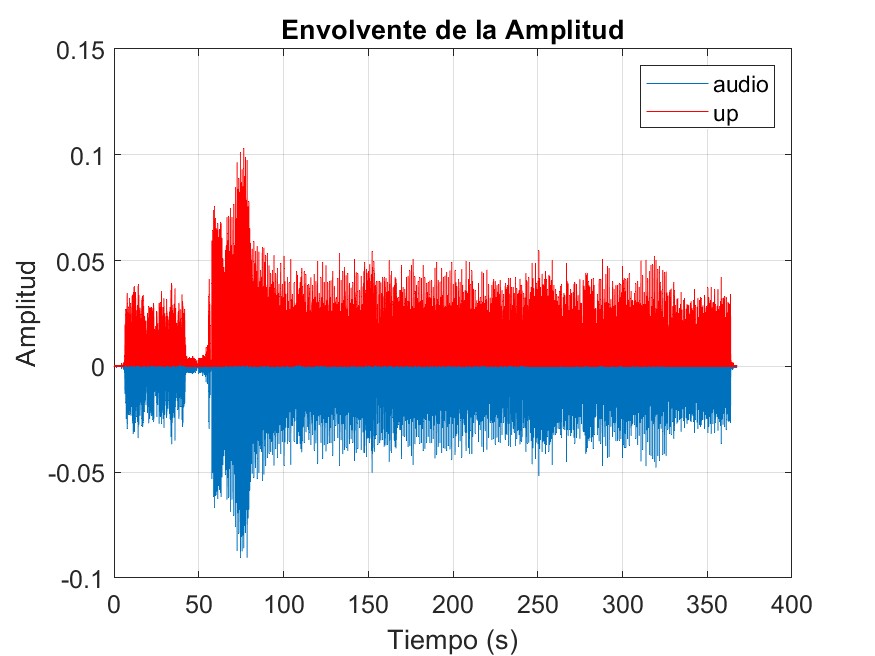 Envolvente de la Amplitud
0.15
0.1
0.05
0
-0.05
-0.1
Amplitud
audio
up
0 50 100 150 200 250 300 350 400
Tiempo (s)